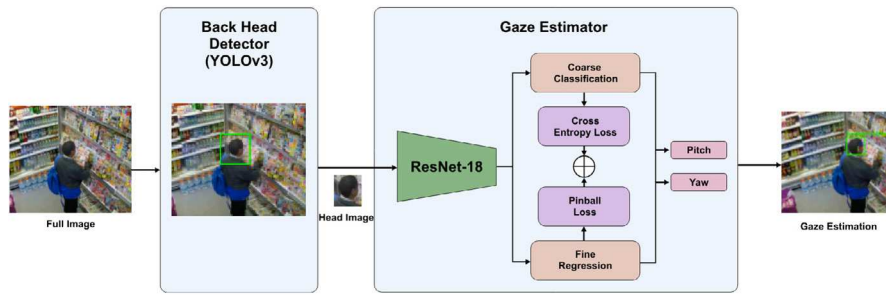 Back Head
Detector
(YOLOv3)
Gaze Estimator
Coarse
Classification
Cross
Entropy Loss
ResNet-18
Pitch
Yaw
Pinball
Loss
Fine
Regression
Full Image
Head Image
Gaze Estimation